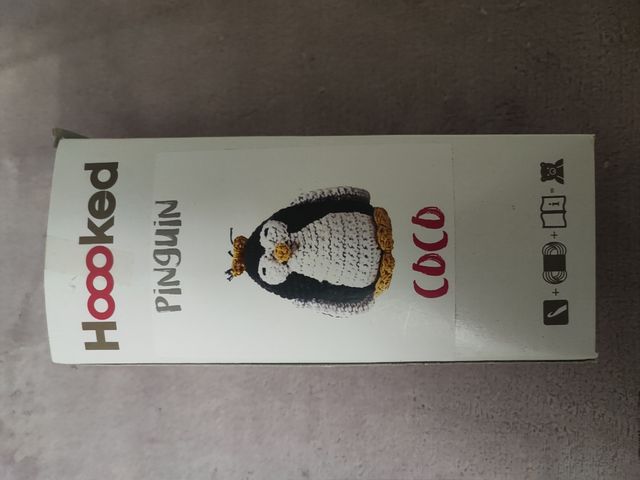 Hoooked
PiNGUiN
COCO
+ + i =